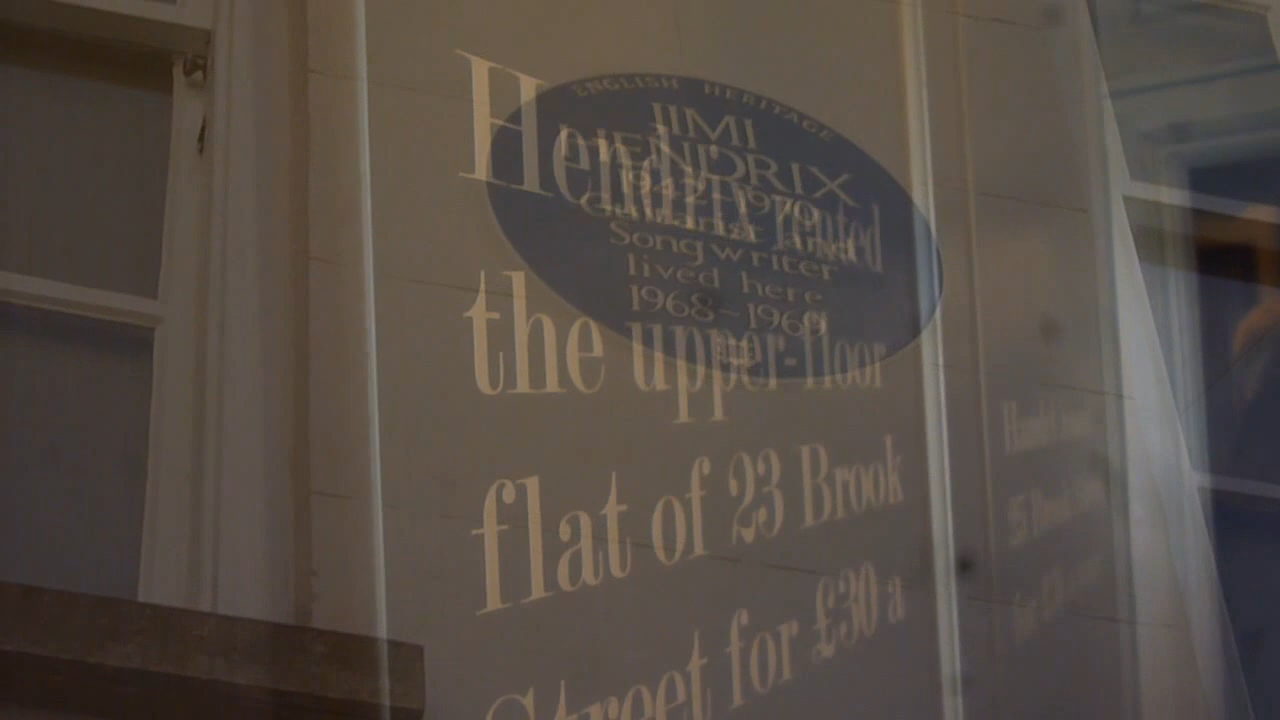 ENGLISH HERITAGE
JIMI
HENDRIX
1942-1970
Guitarist and
Songwriter
lived here
1968-1969
Hendrix rented
the upper-floor
flat of 23 Brook
Street for £30 a